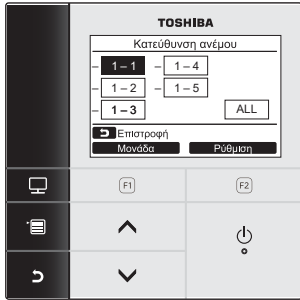 TOSHIBA
Κατεύθυνση ανέμου
– 1 – 1 – 1 – 4
– 1 – 2 – 1 – 5
– 1 – 3 ALL
Επιστροφή
Μονάδα Ρύθμιση
F1 F2